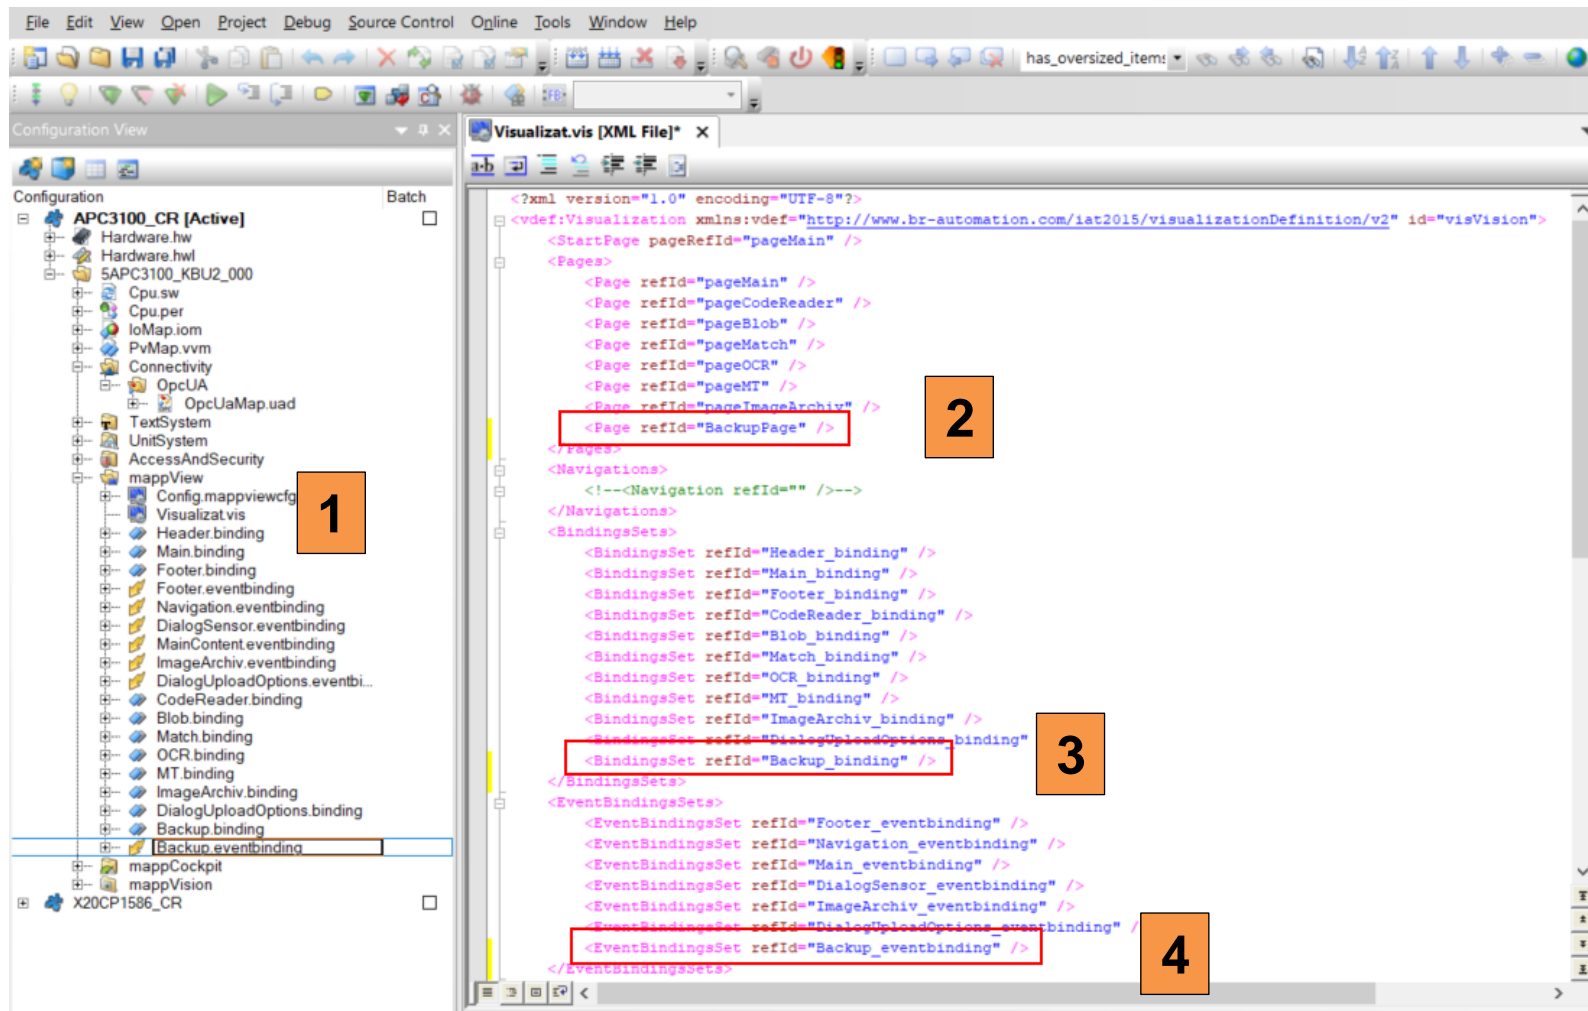 File Edit View Open Project Debug Source Control Online Tools Window Help
has_oversized_item:
:FB:
Configuration View
Configuration Batch
APC3100_CR [Active]
Hardware.hw
Hardware.hwl
5APC3100_KBU2_000
Cpu.sw
Cpu.per
IoMap.iom
PvMap.vvm
Connectivity
OpcUA
OpcUaMap.uad
TextSystem
UnitSystem
AccessAndSecurity
mappView
Config.mappviewcfg
Visualizat.vis
Header.binding
Main.binding
Footer.binding
Footer.eventbinding
Navigation.eventbinding
DialogSensor.eventbinding
MainContent.eventbinding
ImageArchiv.eventbinding
DialogUploadOptions.eventbi...
CodeReader.binding
Blob.binding
Match.binding
OCR.binding
MT.binding
ImageArchiv.binding
DialogUploadOptions.binding
Backup.binding
Backup.eventbinding
mappCockpit
mappVision
X20CP1586_CR
1
Visualizat.vis [XML File]*
a-b
<?xml version="1.0" encoding="UTF-8"?>
<vdef:Visualization xmlns:vdef="http://www.br-automation.com/iat2015/visualizationDefinition/v2" id="visVision">
<StartPage pageRefId="pageMain" />
<Pages>
<Page refId="pageMain" />
<Page refId="pageCodeReader" />
<Page refId="pageBlob" />
<Page refId="pageMatch" />
<Page refId="pageOCR" />
<Page refId="pageMT" />
<Page refId="pageImageArchiv" />
<Page refId="BackupPage" />
2
</Pages>
<Navigations>
<!--<Navigation refId="" />-->
</Navigations>
<BindingsSets>
<BindingsSet refId="Header_binding" />
<BindingsSet refId="Main_binding" />
<BindingsSet refId="Footer_binding" />
<BindingsSet refId="CodeReader_binding" />
<BindingsSet refId="Blob_binding" />
<BindingsSet refId="Match_binding" />
<BindingsSet refId="OCR_binding" />
<BindingsSet refId="MT_binding" />
<BindingsSet refId="ImageArchiv_binding" />
<BindingsSet refId="DialogUploadOptions_binding"
<BindingsSet refId="Backup_binding" />
3
</BindingsSets>
<EventBindingsSets>
<EventBindingsSet refId="Footer_eventbinding" />
<EventBindingsSet refId="Navigation_eventbinding" />
<EventBindingsSet refId="Main_eventbinding" />
<EventBindingsSet refId="DialogSensor_eventbinding" />
<EventBindingsSet refId="ImageArchiv_eventbinding" />
<EventBindingsSet refId="DialogUploadOptions_eventbinding" /
<EventBindingsSet refId="Backup_eventbinding" />
4
</EventBindingsSets>